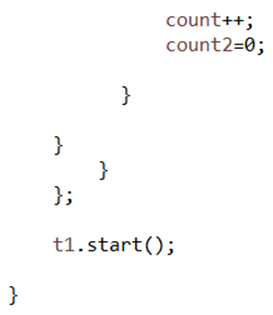 count++;
count2=0;
}
}
}
};
t1.start();
}